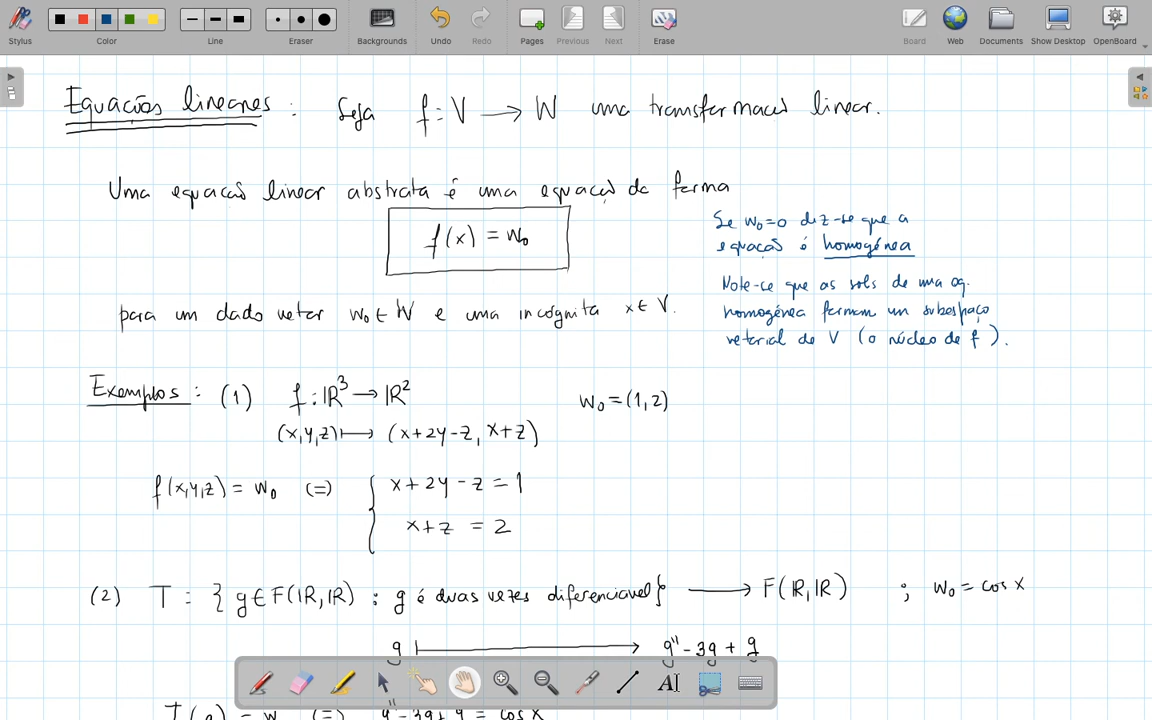 Stylus
Color
Line
Eraser
Backgrounds
Undo
Redo
Pages
Previous
Next
Erase
Board
Web
Documents
Show Desktop
OpenBoard
Equações lineares : Seja f : V → W uma transformação linear.
Uma equação linear abstrata é uma equação da forma
f(x) = w₀
Se w₀=0 diz-se que a
equação é homogénea
Note-se que as sols de uma eq.
homogénea formam um subespaço
vetorial de V (o núcleo de f).
para um dado vetor w₀ ∈ W e uma incógnita x ∈ V.
Exemplos : (1) f : ℝ³ → ℝ² w₀ = (1,2)
(x,y,z) ↦ (x+2y-z, x+z)
f(x,y,z) = w₀ (=) { x+2y-z = 1
x+z = 2
(2) T : { g ∈ F(ℝ,ℝ) : g é duas vezes diferenciável } → F(ℝ,ℝ) ; w₀ = cos x
g ↦ g'' - 3g + g
AI